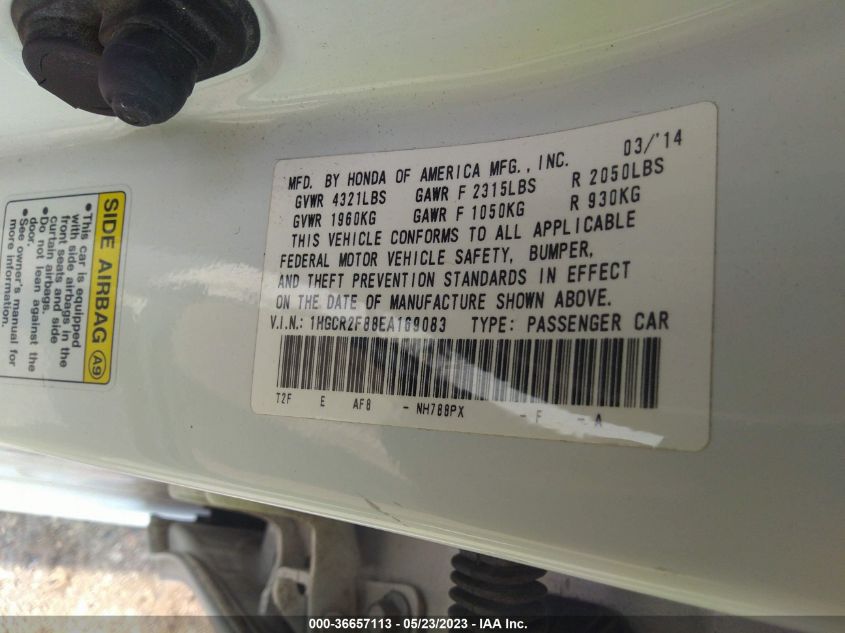 MFD. BY HONDA OF AMERICA MFG., INC. 03/'14
GVWR 4321LBS GAWR F 2315LBS R 2050LBS
GVWR 1960KG GAWR F 1050KG R 930KG
THIS VEHICLE CONFORMS TO ALL APPLICABLE
FEDERAL MOTOR VEHICLE SAFETY, BUMPER,
AND THEFT PREVENTION STANDARDS IN EFFECT
ON THE DATE OF MANUFACTURE SHOWN ABOVE.
V.I.N.: 1HGCR2F88EA169083 TYPE: PASSENGER CAR
T2F E AF8 - NH788PX - F - A
SIDE AIRBAG A9
•This car is equipped
with side airbags in the
front seats and side
curtain airbags.
•Do not lean against the
door.
•See owner's manual for
more information.
000-36657113 - 05/23/2023 - IAA Inc.